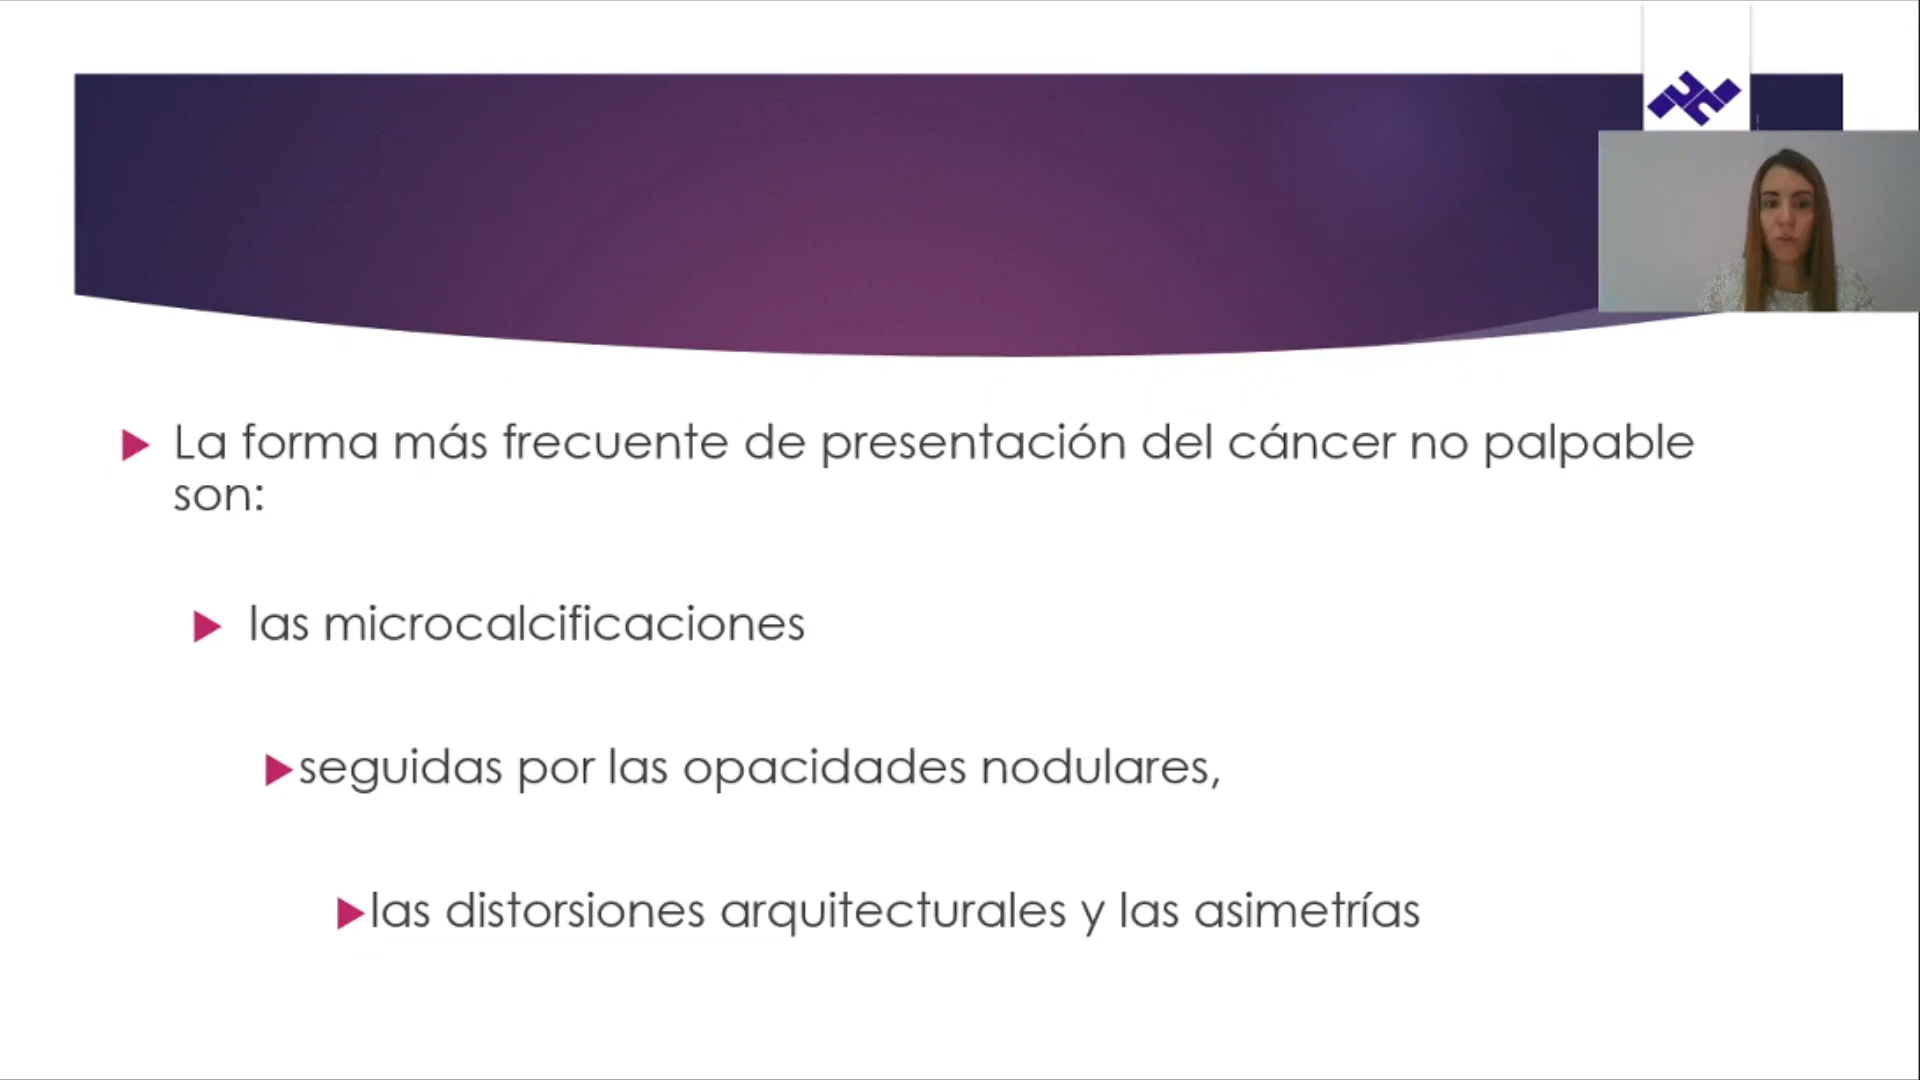 La forma más frecuente de presentación del cáncer no palpable
son:
las microcalcificaciones
seguidas por las opacidades nodulares,
las distorsiones arquitecturales y las asimetrías